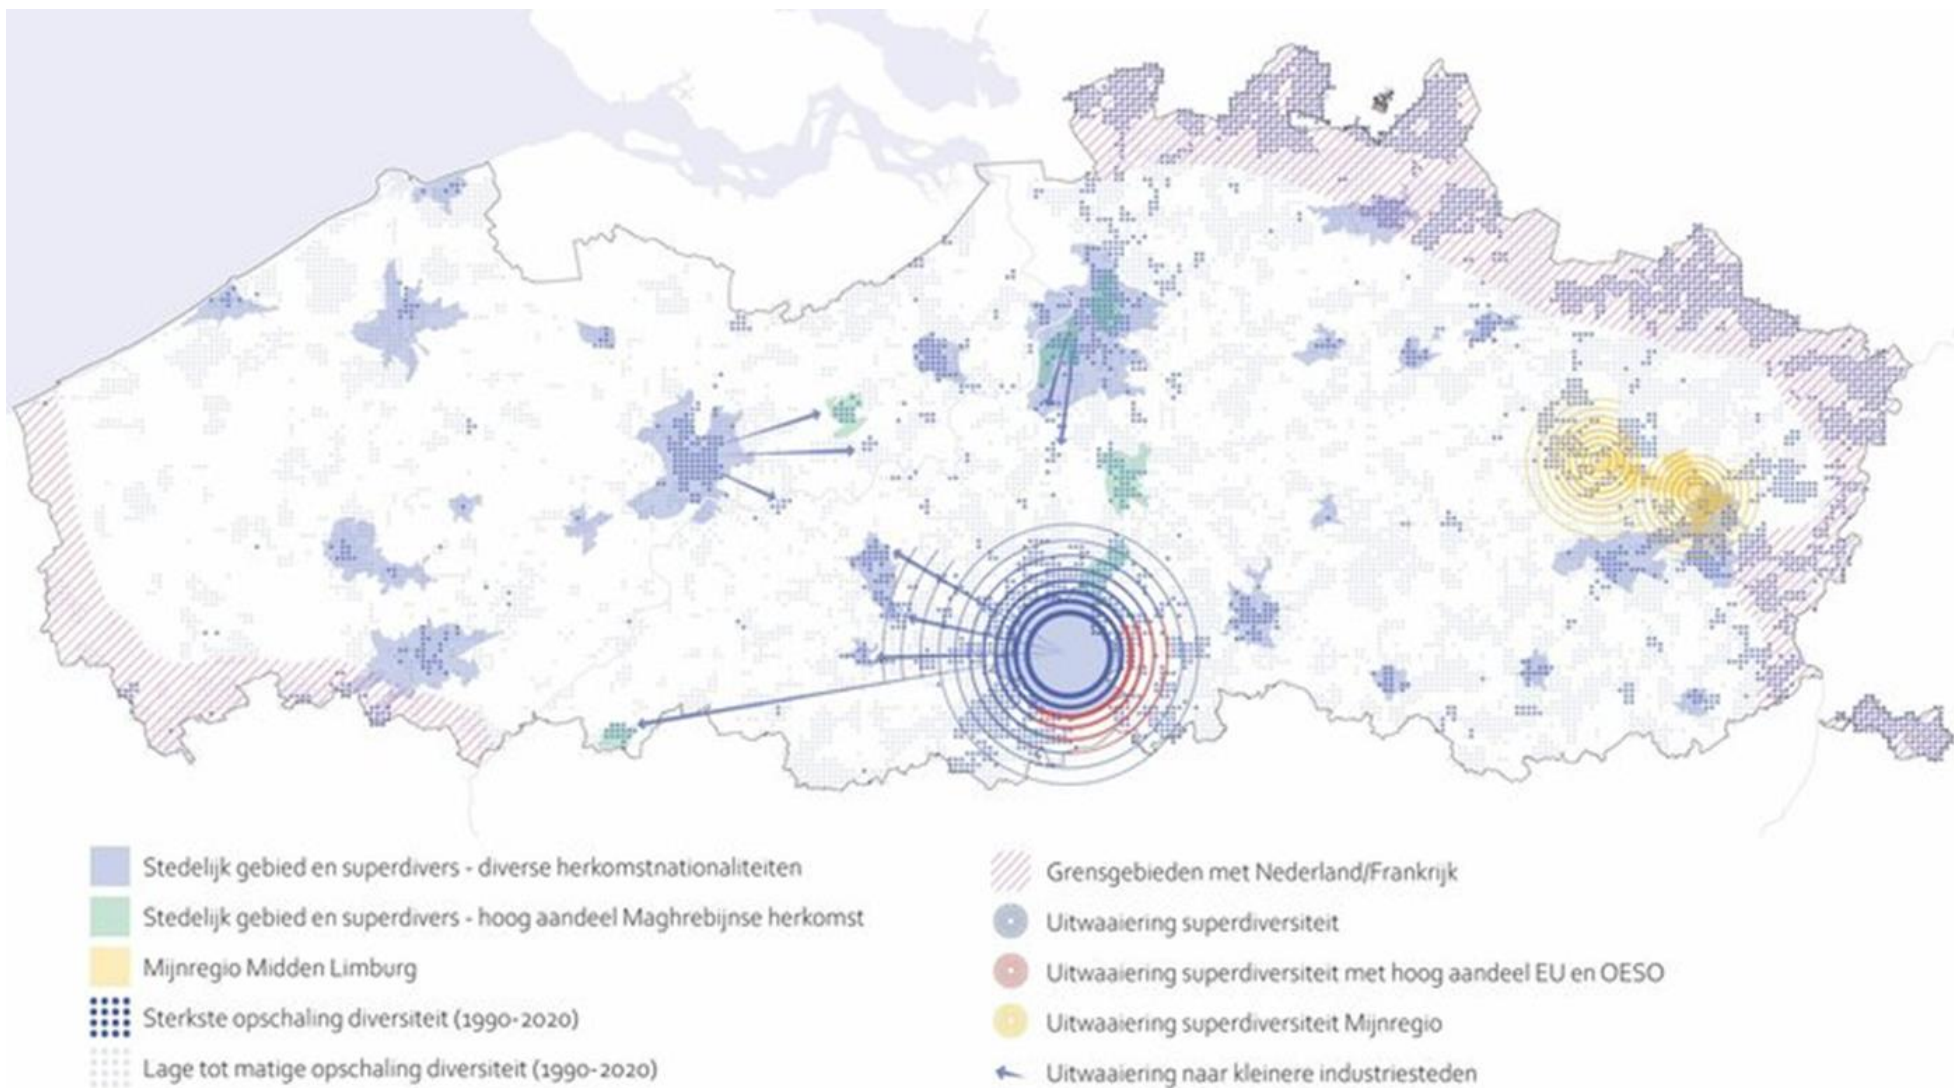 Stedelijk gebied en superdivers - diverse herkomstnationaliteiten
Stedelijk gebied en superdivers - hoog aandeel Maghrebijnse herkomst
Mijnregio Midden Limburg
Sterkste opschaling diversiteit (1990-2020)
Lage tot matige opschaling diversiteit (1990-2020)
Grensgebieden met Nederland/Frankrijk
Uitwaaiering superdiversiteit
Uitwaaiering superdiversiteit met hoog aandeel EU en OESO
Uitwaaiering superdiversiteit Mijnregio
Uitwaaiering naar kleinere industriesteden